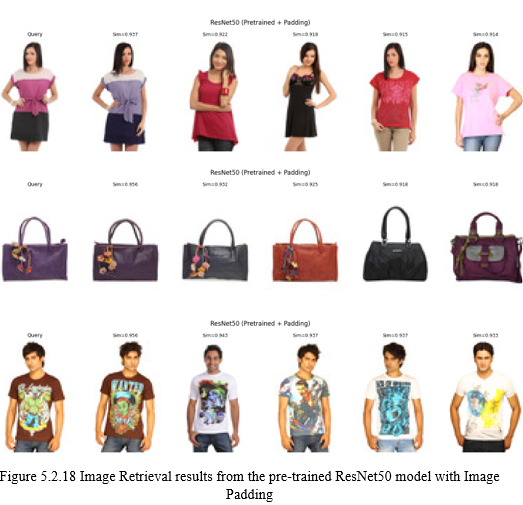 ResNet50 (Pretrained + Padding)
Query Sim=0.937 Sim=0.922 Sim=0.918 Sim=0.915 Sim=0.914
ResNet50 (Pretrained + Padding)
Query Sim=0.956 Sim=0.932 Sim=0.925 Sim=0.918 Sim=0.918
ResNet50 (Pretrained + Padding)
Query Sim=0.956 Sim=0.943 Sim=0.937 Sim=0.937 Sim=0.933
Figure 5.2.18 Image Retrieval results from the pre-trained ResNet50 model with Image
Padding